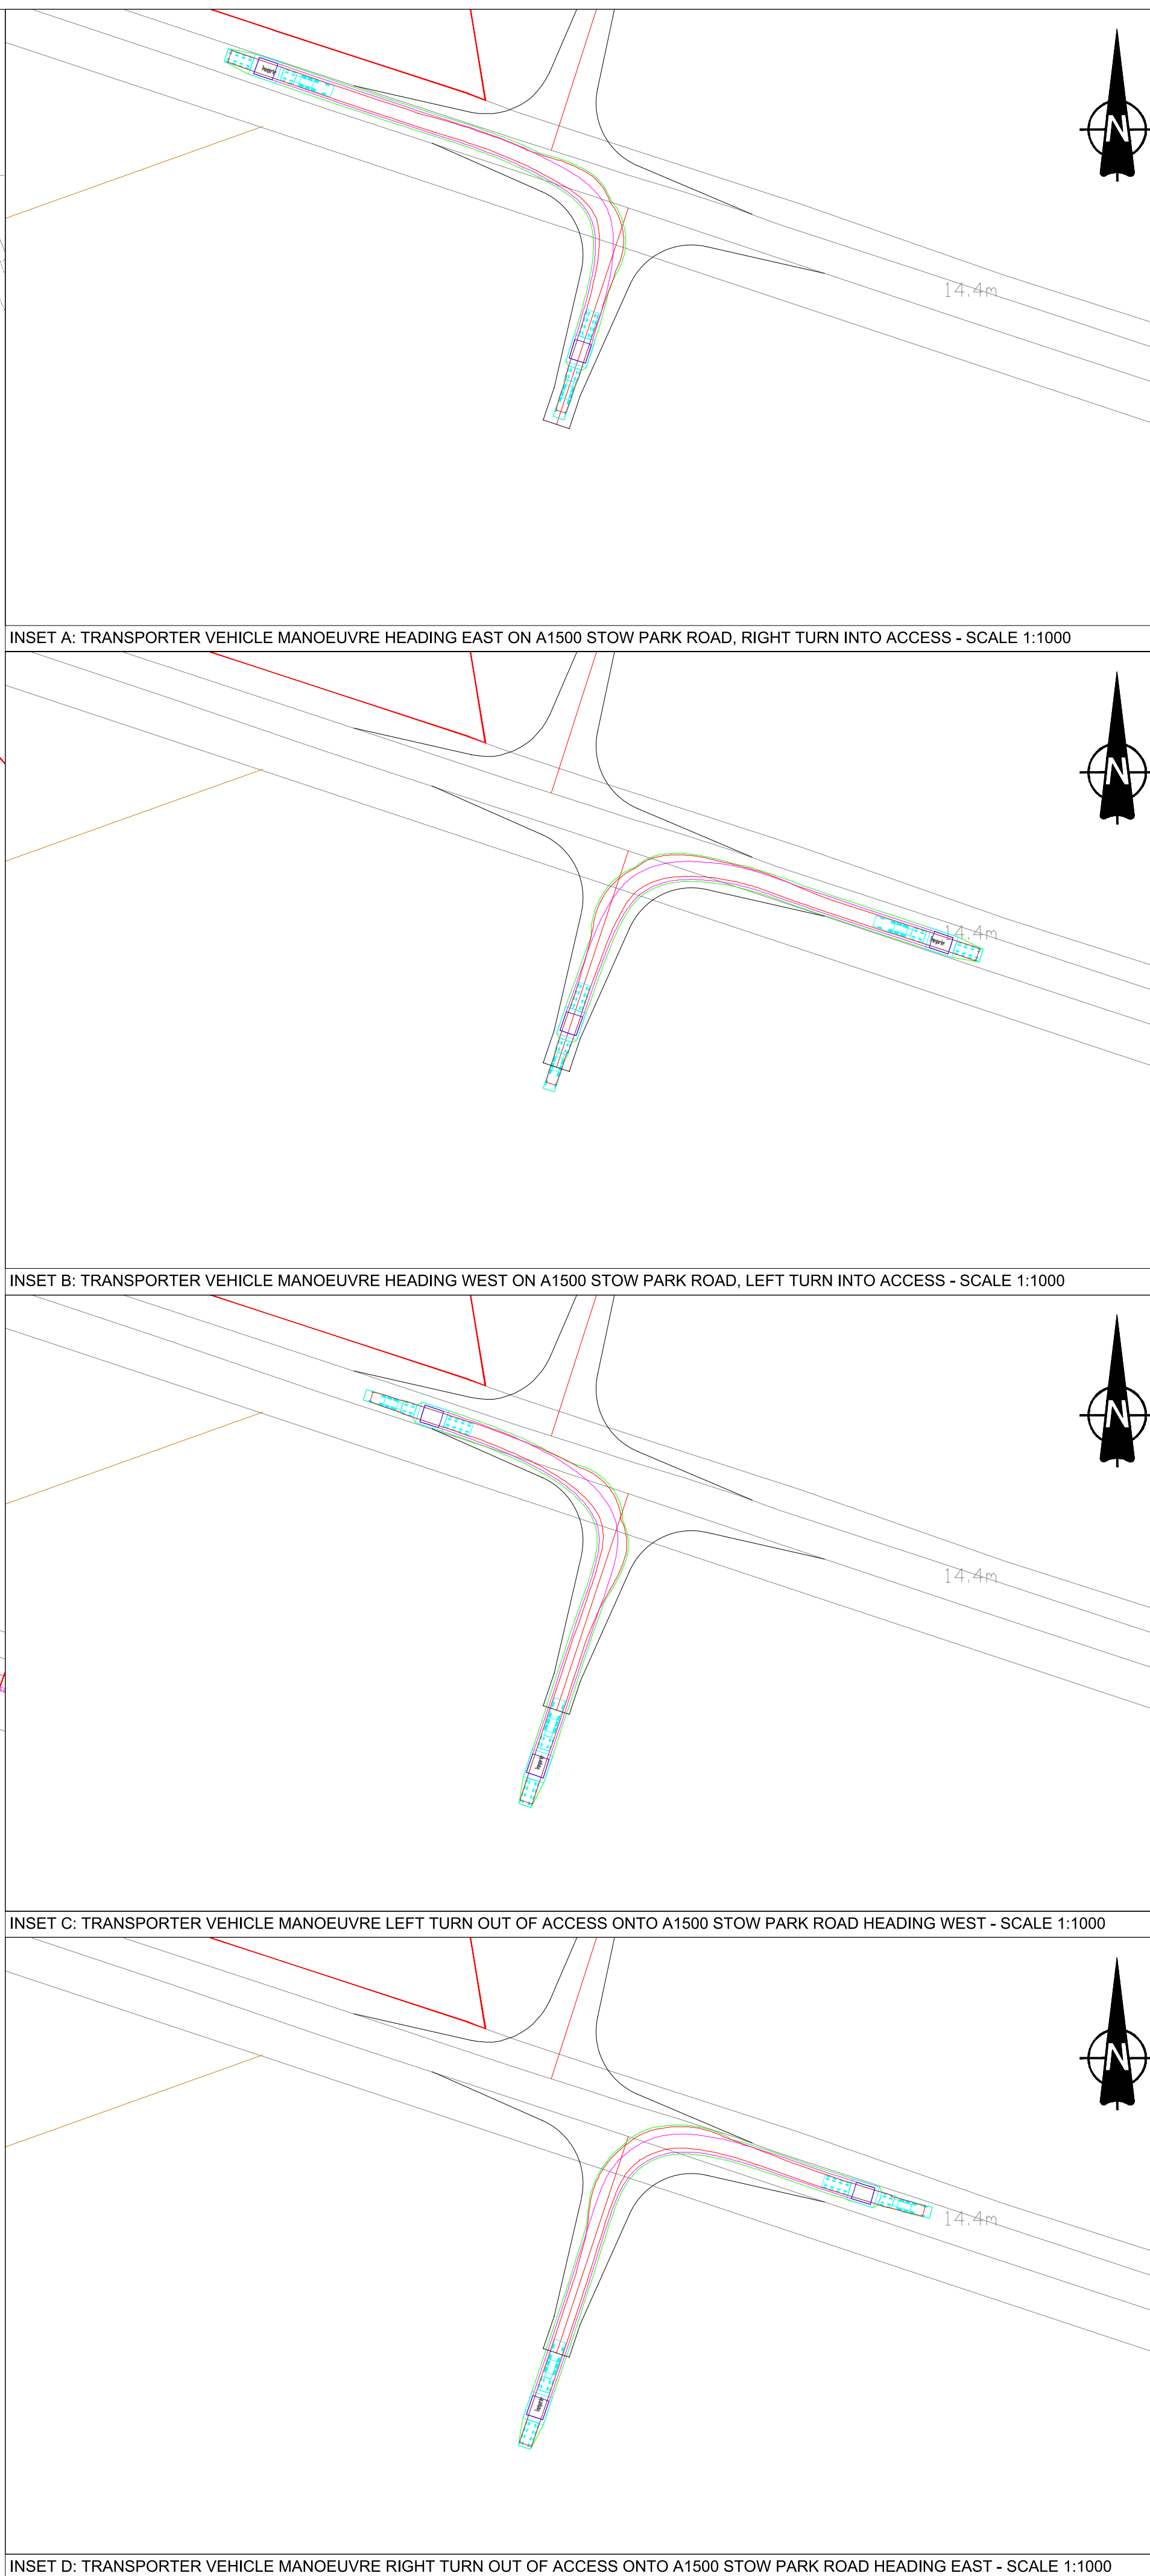 N
14.4m
INSET A: TRANSPORTER VEHICLE MANOEUVRE HEADING EAST ON A1500 STOW PARK ROAD, RIGHT TURN INTO ACCESS - SCALE 1:1000
N
14.4m
INSET B: TRANSPORTER VEHICLE MANOEUVRE HEADING WEST ON A1500 STOW PARK ROAD, LEFT TURN INTO ACCESS - SCALE 1:1000
N
14.4m
INSET C: TRANSPORTER VEHICLE MANOEUVRE LEFT TURN OUT OF ACCESS ONTO A1500 STOW PARK ROAD HEADING WEST - SCALE 1:1000
N
14.4m
INSET D: TRANSPORTER VEHICLE MANOEUVRE RIGHT TURN OUT OF ACCESS ONTO A1500 STOW PARK ROAD HEADING EAST - SCALE 1:1000